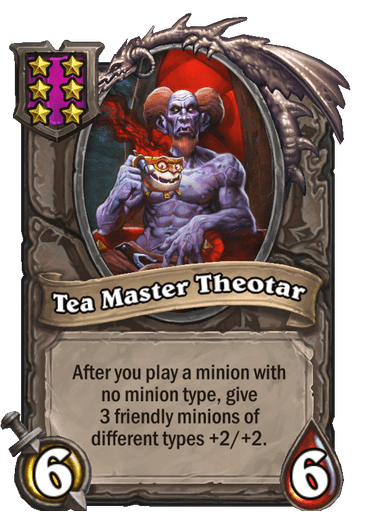 Tea Master Theotar
After you play a minion with
no minion type, give
3 friendly minions of
different types +2/+2.
6
6